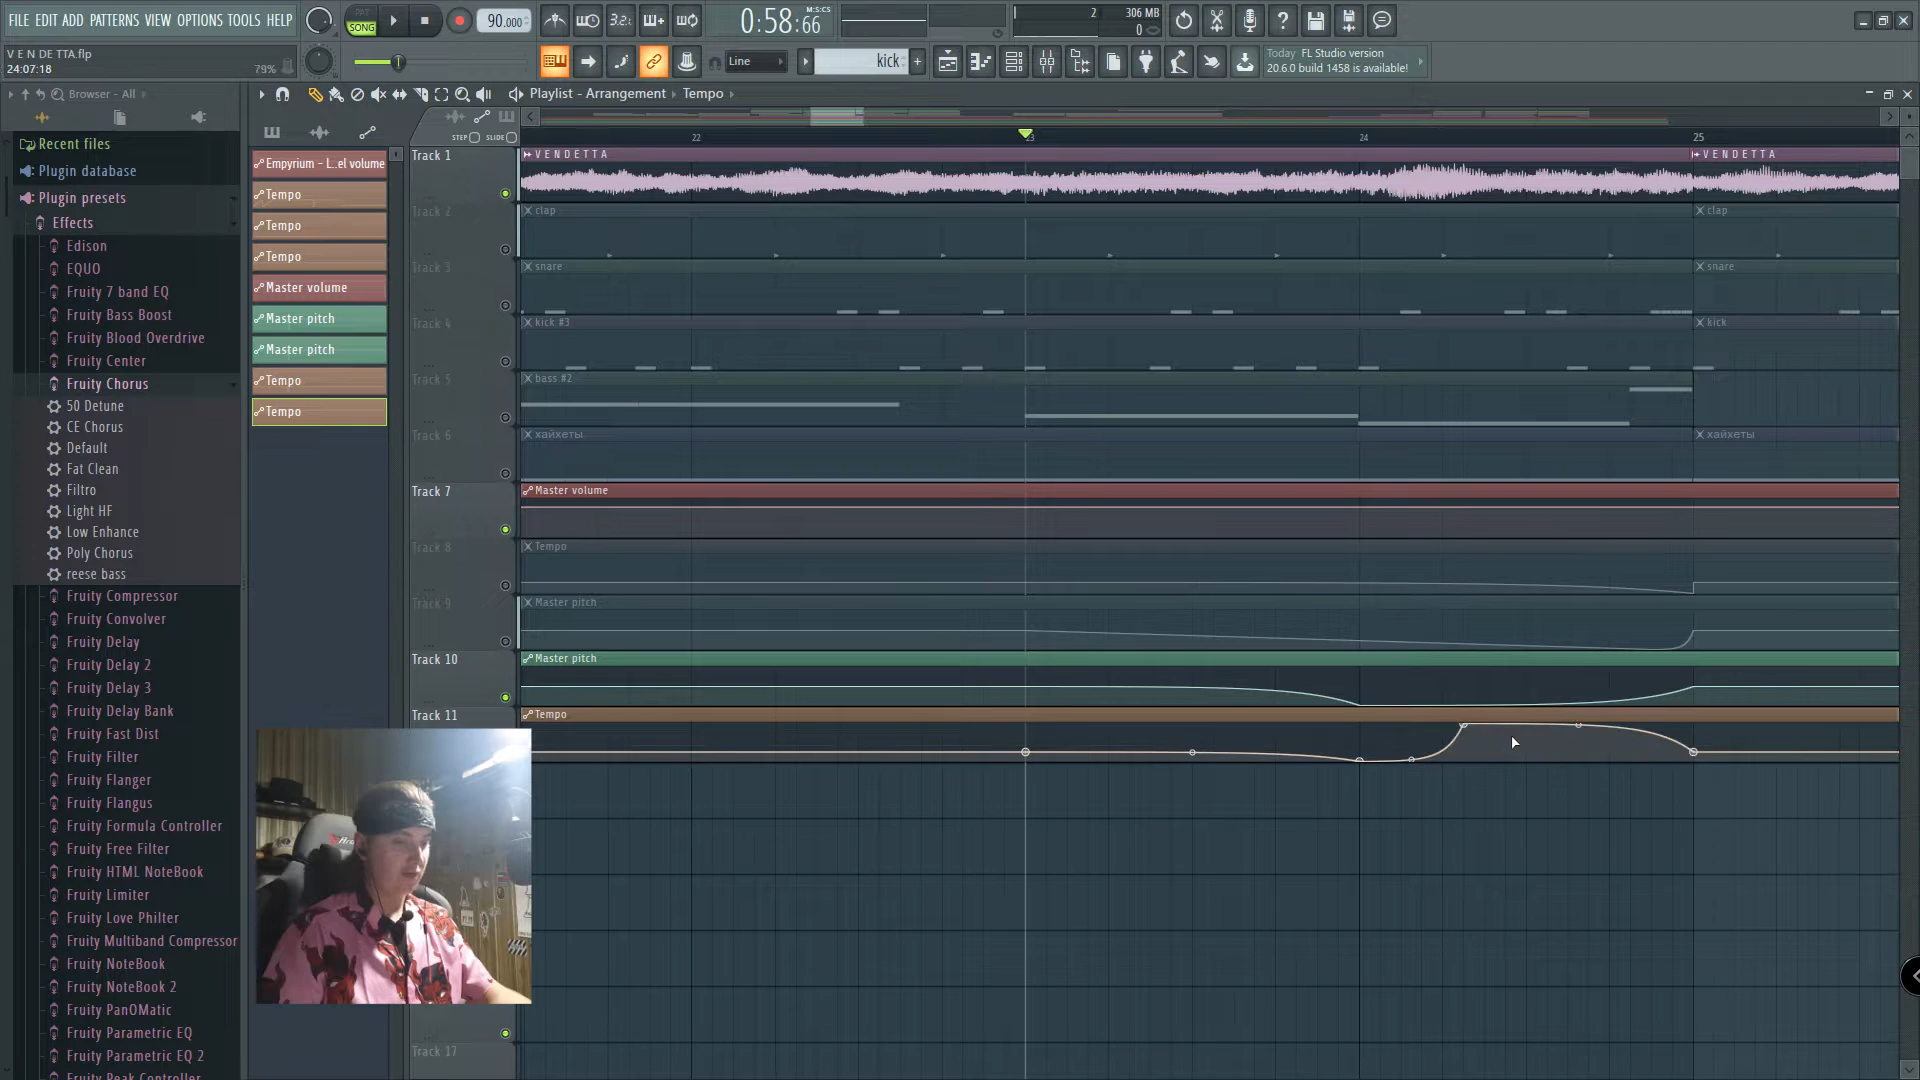 FILE EDIT ADD PATTERNS VIEW OPTIONS TOOLS HELP
PAT
SONG
90.000
3.2.
0:58:66
M:S:CS
2
306 MB
0
V E N DE TTA.flp
24:07:18
79%
Line
kick
Today FL Studio version
20.6.0 build 1458 is available!
Browser - All
Playlist - Arrangement
Tempo
Recent files
Plugin database
Plugin presets
Effects
Edison
EQUO
Fruity 7 band EQ
Fruity Bass Boost
Fruity Blood Overdrive
Fruity Center
Fruity Chorus
50 Detune
CE Chorus
Default
Fat Clean
Filtro
Light HF
Low Enhance
Poly Chorus
reese bass
Fruity Compressor
Fruity Convolver
Fruity Delay
Fruity Delay 2
Fruity Delay 3
Fruity Delay Bank
Fruity Fast Dist
Fruity Filter
Fruity Flanger
Fruity Flangus
Fruity Formula Controller
Fruity Free Filter
Fruity HTML NoteBook
Fruity Limiter
Fruity Love Philter
Fruity Multiband Compressor
Fruity NoteBook
Fruity NoteBook 2
Fruity PanOMatic
Fruity Parametric EQ
Fruity Parametric EQ 2
Fruity Peak Controller
Empyrium - L...el volume
Tempo
Tempo
Tempo
Master volume
Master pitch
Master pitch
Tempo
Tempo
STEP
SLIDE
22
23
24
25
Track 1
VENDETTA
VENDETTA
Track 2
clap
clap
Track 3
snare
snare
Track 4
kick #3
kick
Track 5
bass #2
Track 6
хайхеты
хайхеты
Track 7
Master volume
Track 8
Tempo
Track 9
Master pitch
Track 10
Master pitch
Track 11
Tempo
Track 17